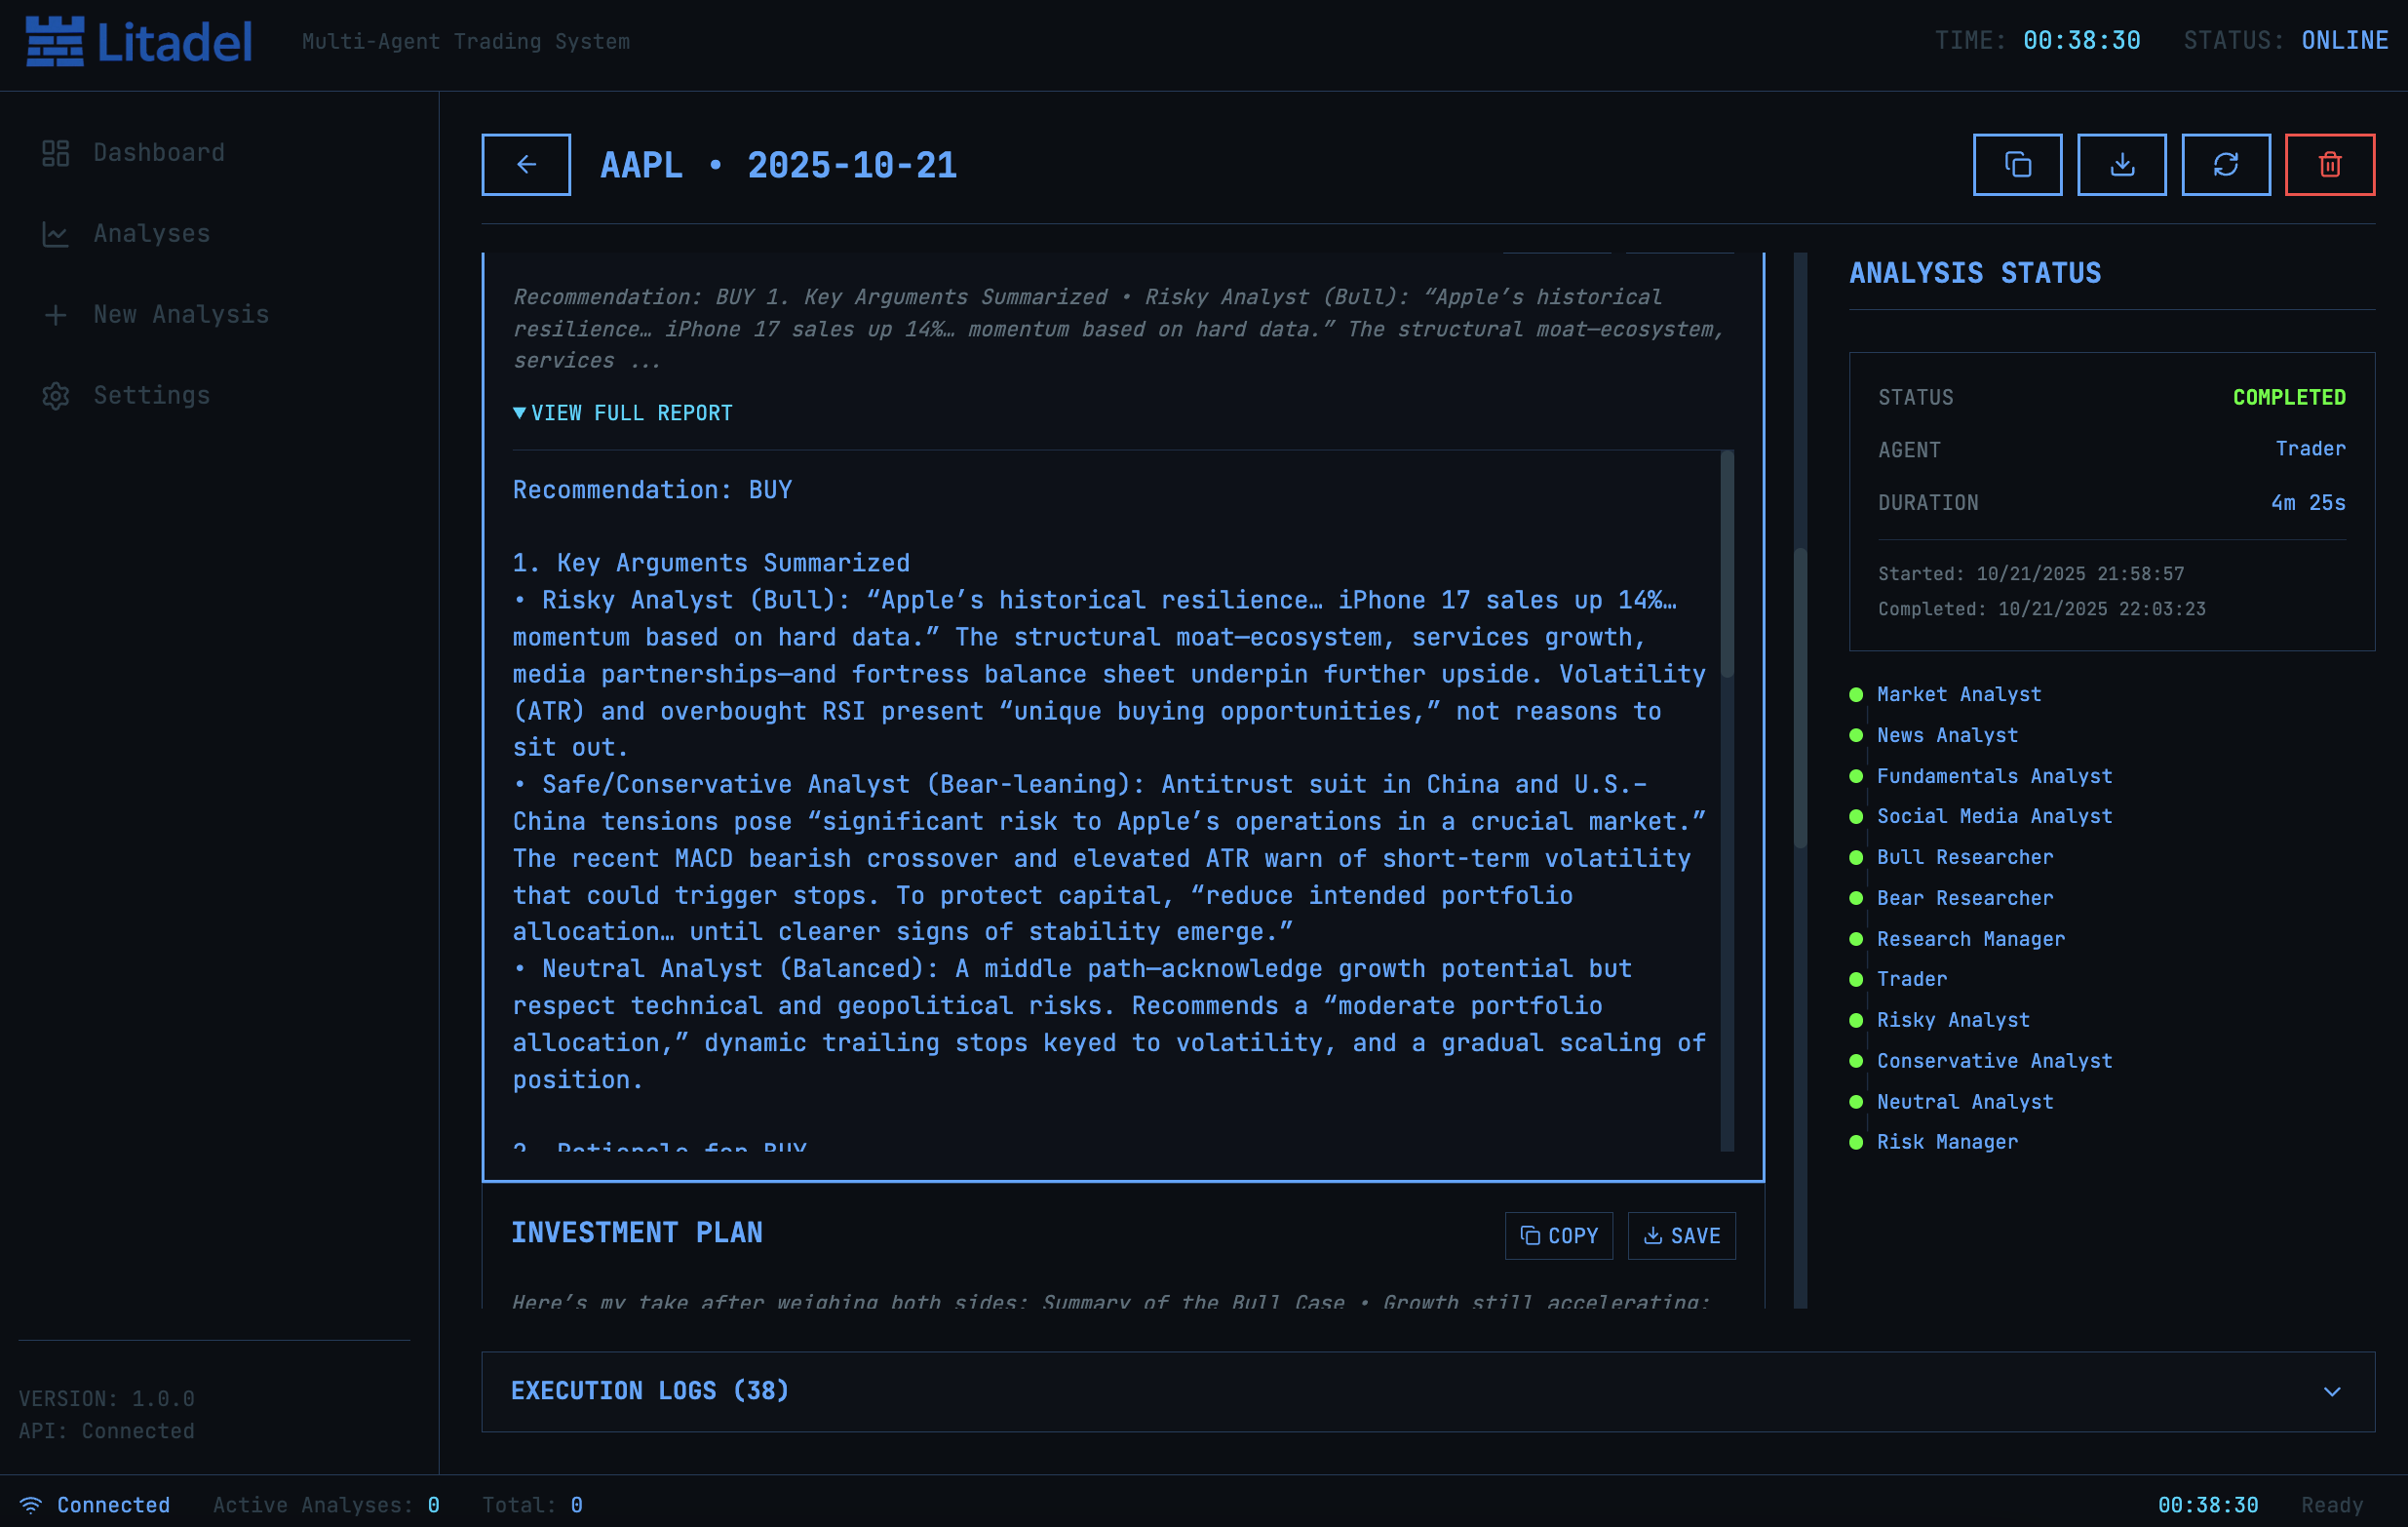 Litadel
Multi-Agent Trading System
TIME: 00:38:30
STATUS: ONLINE
Dashboard
Analyses
New Analysis
Settings
VERSION: 1.0.0
API: Connected
AAPL • 2025-10-21
Recommendation: BUY 1. Key Arguments Summarized • Risky Analyst (Bull): “Apple’s historical
resilience… iPhone 17 sales up 14%… momentum based on hard data.” The structural moat—ecosystem,
services ...
▼VIEW FULL REPORT
Recommendation: BUY
1. Key Arguments Summarized
• Risky Analyst (Bull): “Apple’s historical resilience… iPhone 17 sales up 14%…
momentum based on hard data.” The structural moat—ecosystem, services growth,
media partnerships—and fortress balance sheet underpin further upside. Volatility
(ATR) and overbought RSI present “unique buying opportunities,” not reasons to
sit out.
• Safe/Conservative Analyst (Bear-leaning): Antitrust suit in China and U.S.–
China tensions pose “significant risk to Apple’s operations in a crucial market.”
The recent MACD bearish crossover and elevated ATR warn of short-term volatility
that could trigger stops. To protect capital, “reduce intended portfolio
allocation… until clearer signs of stability emerge.”
• Neutral Analyst (Balanced): A middle path—acknowledge growth potential but
respect technical and geopolitical risks. Recommends a “moderate portfolio
allocation,” dynamic trailing stops keyed to volatility, and a gradual scaling of
position.
2. Rationale for BUY
INVESTMENT PLAN
COPY
SAVE
Here’s my take after weighing both sides: Summary of the Bull Case • Growth still accelerating:
EXECUTION LOGS (38)
ANALYSIS STATUS
STATUS COMPLETED
AGENT Trader
DURATION 4m 25s
Started: 10/21/2025 21:58:57
Completed: 10/21/2025 22:03:23
Market Analyst
News Analyst
Fundamentals Analyst
Social Media Analyst
Bull Researcher
Bear Researcher
Research Manager
Trader
Risky Analyst
Conservative Analyst
Neutral Analyst
Risk Manager
Connected
Active Analyses: 0
Total: 0
00:38:30
Ready